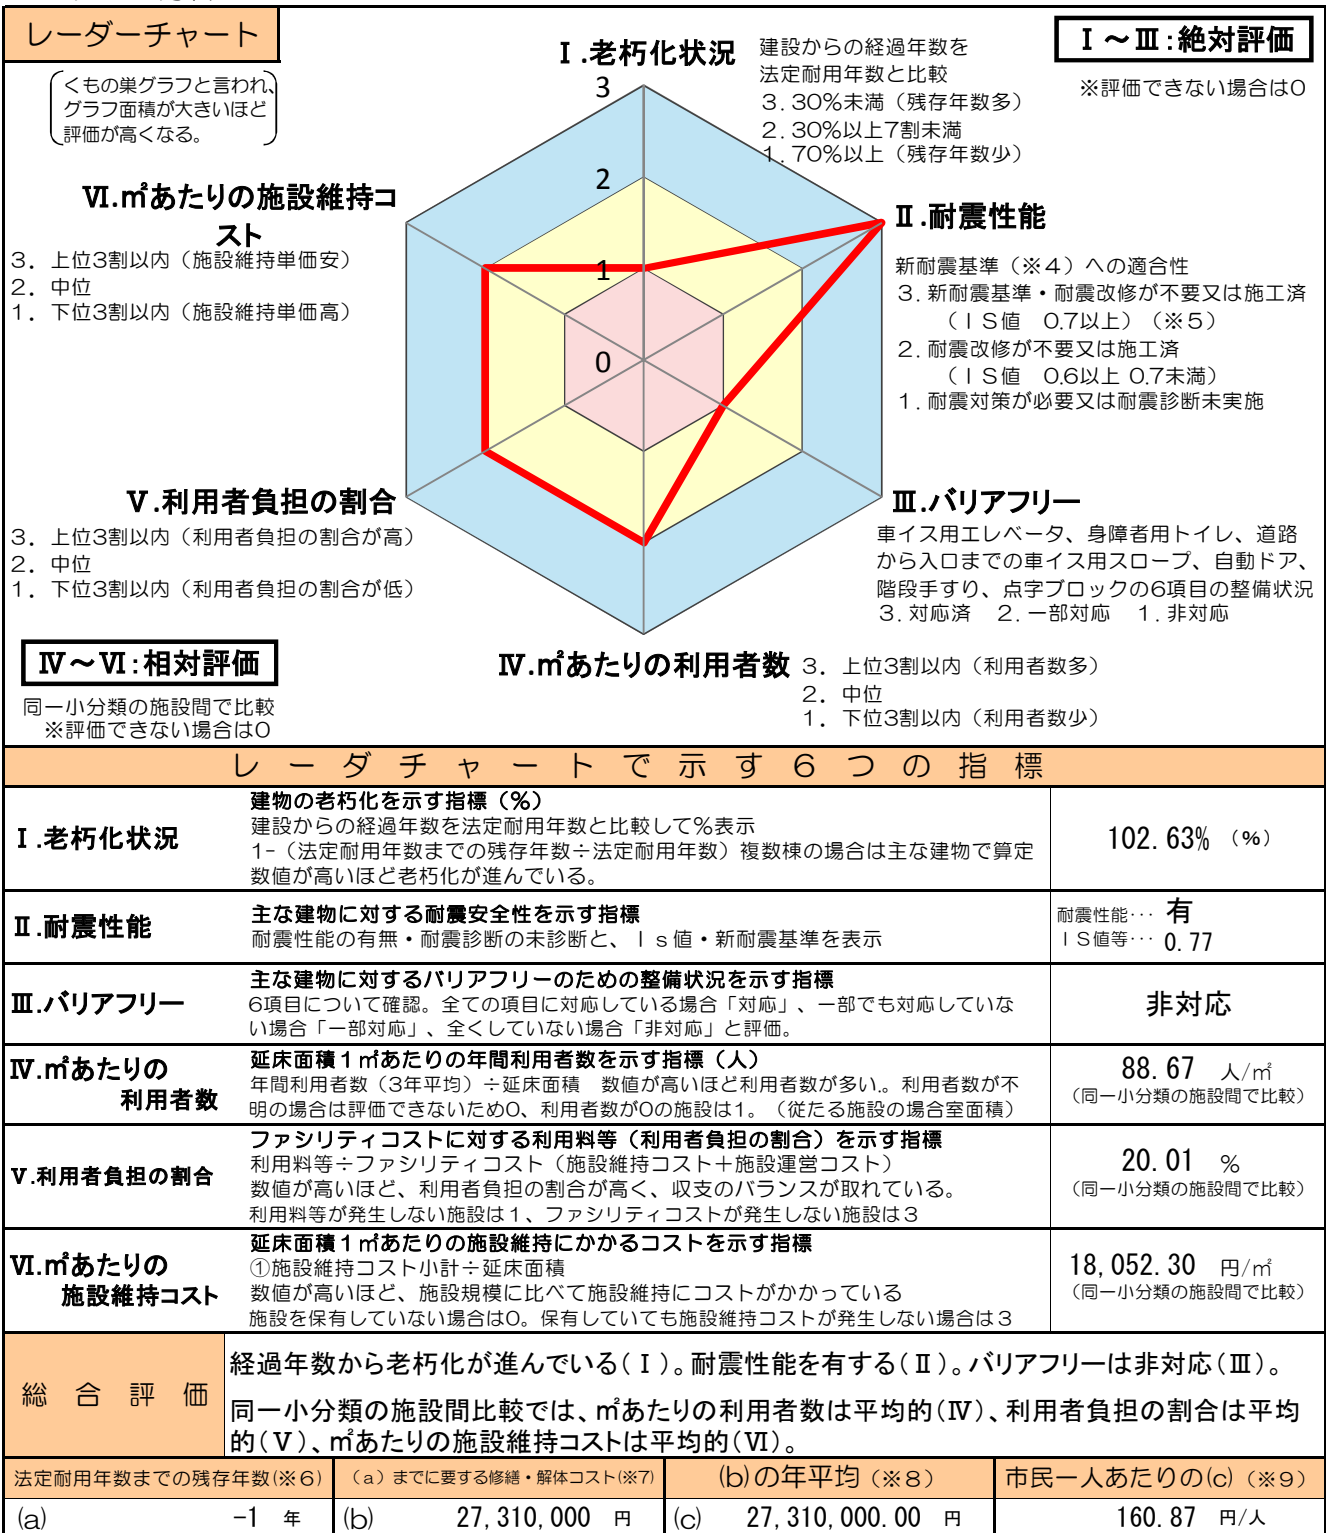 レーダーチャート
くもの巣グラフと言われ、
グラフ面積が大きいほど
評価が高くなる。
Ⅰ.老朽化状況
建設からの経過年数を
法定耐用年数と比較
3.30%未満（残存年数多）
2.30%以上7割未満
1.70%以上（残存年数少）
Ⅰ～Ⅲ:絶対評価
※評価できない場合は0
3
2
1
0
Ⅵ.㎡あたりの施設維持コ
スト
3. 上位3割以内（施設維持単価安）
2. 中位
1. 下位3割以内（施設維持単価高）
Ⅱ.耐震性能
新耐震基準（※4）への適合性
3.新耐震基準・耐震改修が不要又は施工済
（ＩＳ値　0.7以上）（※5）
2.耐震改修が不要又は施工済
（ＩＳ値　0.6以上 0.7未満）
1.耐震対策が必要又は耐震診断未実施
Ⅴ.利用者負担の割合
3. 上位3割以内（利用者負担の割合が高）
2. 中位
1. 下位3割以内（利用者負担の割合が低）
Ⅲ.バリアフリー
車イス用エレベータ、身障者用トイレ、道路
から入口までの車イス用スロープ、自動ドア、
階段手すり、点字ブロックの6項目の整備状況
3.対応済　2.一部対応　1.非対応
Ⅳ～Ⅵ:相対評価
同一小分類の施設間で比較
※評価できない場合は0
Ⅳ.㎡あたりの利用者数
3. 上位3割以内（利用者数多）
2. 中位
1. 下位3割以内（利用者数少）
レーダチャートで示す6つの指標
Ⅰ.老朽化状況
建物の老朽化を示す指標（%）
建設からの経過年数を法定耐用年数と比較して%表示
1-（法定耐用年数までの残存年数÷法定耐用年数）複数棟の場合は主な建物で算定
数値が高いほど老朽化が進んでいる。
102.63% （%）
Ⅱ.耐震性能
主な建物に対する耐震安全性を示す指標
耐震性能の有無・耐震診断の未診断と、Ｉｓ値・新耐震基準を表示
耐震性能… 有
ＩＳ値等… 0.77
Ⅲ.バリアフリー
主な建物に対するバリアフリーのための整備状況を示す指標
6項目について確認。全ての項目に対応している場合「対応」、一部でも対応していな
い場合「一部対応」、全くしていない場合「非対応」と評価。
非対応
Ⅳ.㎡あたりの
利用者数
延床面積１㎡あたりの年間利用者数を示す指標（人）
年間利用者数（3年平均）÷延床面積　数値が高いほど利用者数が多い。利用者数が不
明の場合は評価できないため0、利用者数が0の施設は1。（従たる施設の場合室面積）
88.67 人/㎡
（同一小分類の施設間で比較）
Ⅴ.利用者負担の割合
ファシリティコストに対する利用料等（利用者負担の割合）を示す指標
利用料等÷ファシリティコスト（施設維持コスト＋施設運営コスト）
数値が高いほど、利用者負担の割合が高く、収支のバランスが取れている。
利用料等が発生しない施設は１、ファシリティコストが発生しない施設は３
20.01 %
（同一小分類の施設間で比較）
Ⅵ.㎡あたりの
施設維持コスト
延床面積１㎡あたりの施設維持にかかるコストを示す指標
①施設維持コスト小計÷延床面積
数値が高いほど、施設規模に比べて施設維持にコストがかかっている
施設を保有していない場合は0。保有していても施設維持コストが発生しない場合は３
18,052.30 円/㎡
（同一小分類の施設間で比較）
総合評価
経過年数から老朽化が進んでいる(Ⅰ)。耐震性能を有する(Ⅱ)。バリアフリーは非対応(Ⅲ)。
同一小分類の施設間比較では、㎡あたりの利用者数は平均的(Ⅳ)、利用者負担の割合は平均
的(Ⅴ)、㎡あたりの施設維持コストは平均的(Ⅵ)。
法定耐用年数までの残存年数(※6)
（a）までに要する修繕・解体コスト(※7)
(b)の年平均（※8）
市民一人あたりの(c)（※9）
(a) -1 年
(b) 27,310,000 円
(c) 27,310,000.00 円
160.87 円/人